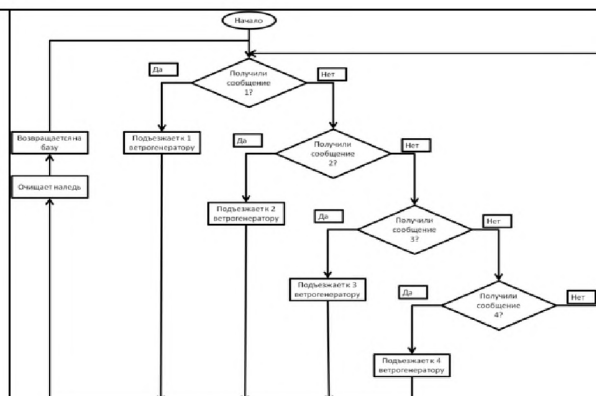 Начало
Да
Получили
сообщение
1?
Нет
Возвращается на
базу
Подъезжает к 1
ветрогенератору
Да
Получили
сообщение
2?
Нет
Очищает наледь
Подъезжает к 2
ветрогенератору
Да
Получили
сообщение
3?
Нет
Подъезжает к 3
ветрогенератору
Да
Получили
сообщение
4?
Нет
Подъезжает к 4
ветрогенератору